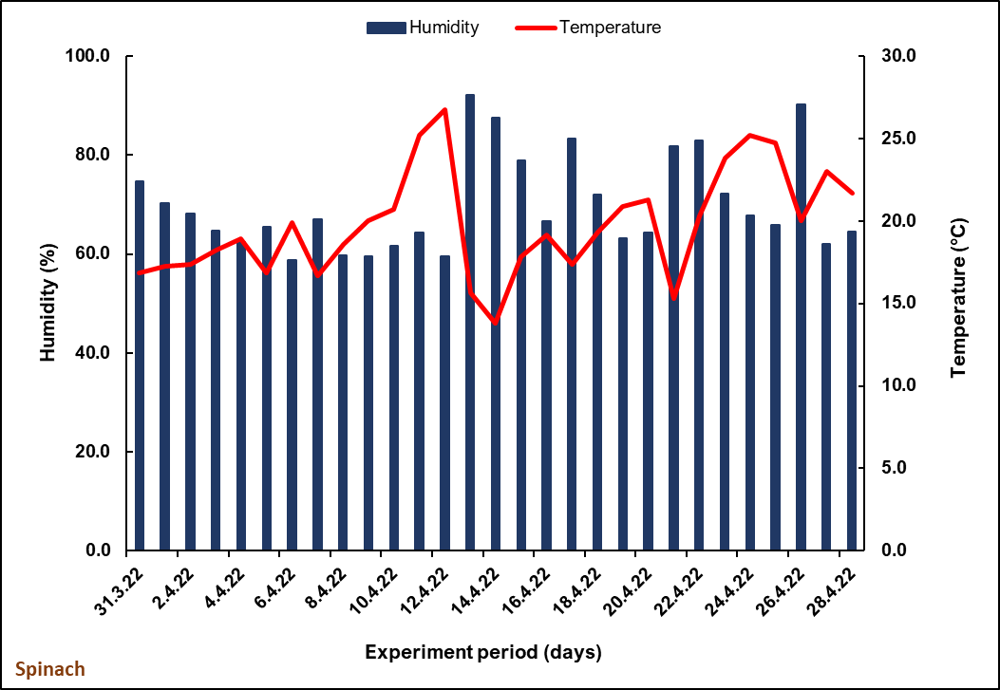 Humidity Temperature
100.0 30.0
80.0 25.0
60.0 20.0
40.0 15.0
20.0 10.0
0.0 5.0
0.0
Humidity (%)
Temperature (°C)
31.3.22 2.4.22 4.4.22 6.4.22 8.4.22 10.4.22 12.4.22 14.4.22 16.4.22 18.4.22 20.4.22 22.4.22 24.4.22 26.4.22 28.4.22
Experiment period (days)
Spinach